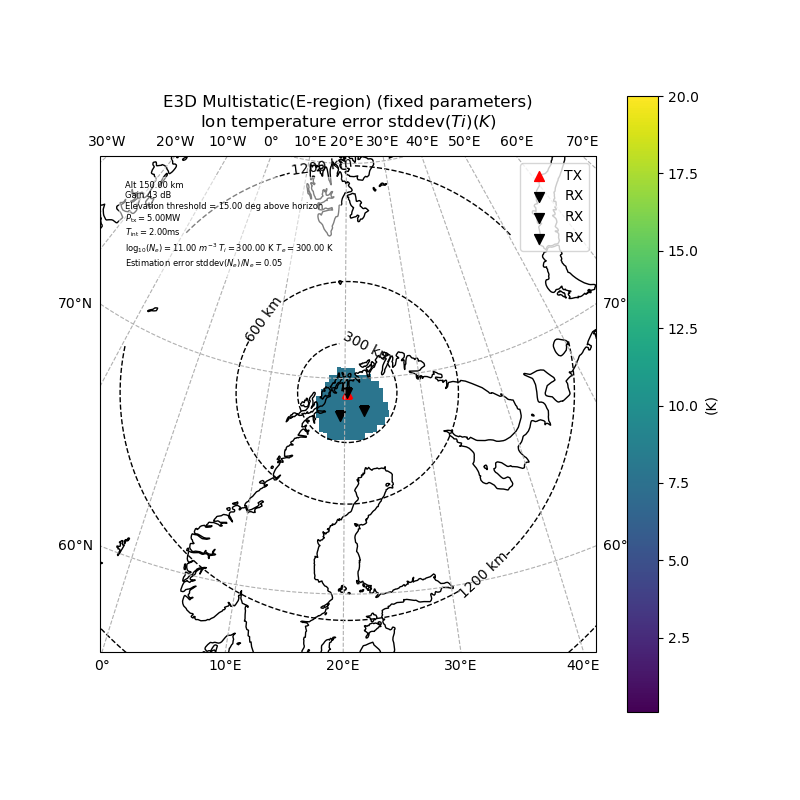 E3D Multistatic(E-region) (fixed parameters)
Ion temperature error stddev(Ti)(K)
30°W 20°W 10°W 0° 10°E 20°E 30°E 40°E 50°E 60°E 70°E
1200 km
TX
RX
RX
RX
Alt 150.00 km
Gain 43 dB
Elevation threshold = 15.00 deg above horizon
P_tx = 5.00MW
T_int = 2.00ms
log₁₀(N_e) = 11.00 m⁻³ T_i = 300.00 K T_e = 300.00 K
Estimation error stddev(N_e)/N_e = 0.05
70°N
70°
600 km
300 km
60°N
60°
1200 km
0° 10°E 20°E 30°E 40°E
20.0
17.5
15.0
12.5
10.0
7.5
5.0
2.5
(K)